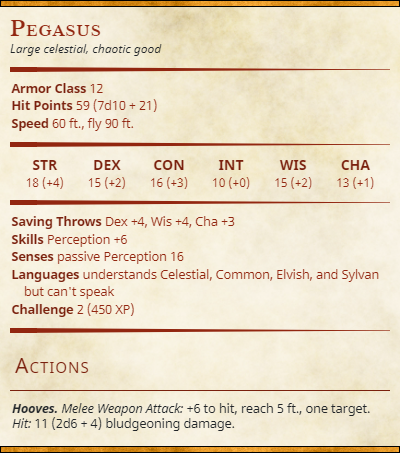 Pegasus
Large celestial, chaotic good
Armor Class 12
Hit Points 59 (7d10 + 21)
Speed 60 ft., fly 90 ft.
STR DEX CON INT WIS CHA
18 (+4) 15 (+2) 16 (+3) 10 (+0) 15 (+2) 13 (+1)
Saving Throws Dex +4, Wis +4, Cha +3
Skills Perception +6
Senses passive Perception 16
Languages understands Celestial, Common, Elvish, and Sylvan
but can't speak
Challenge 2 (450 XP)
Actions
Hooves. Melee Weapon Attack: +6 to hit, reach 5 ft., one target.
Hit: 11 (2d6 + 4) bludgeoning damage.